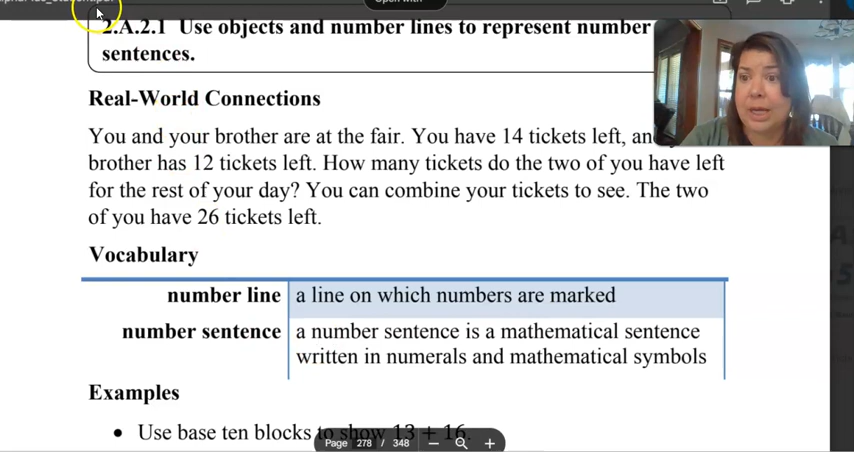 Open with
2.A.2.1 Use objects and number lines to represent number
sentences.
Real-World Connections
You and your brother are at the fair. You have 14 tickets left, and
brother has 12 tickets left. How many tickets do the two of you have left
for the rest of your day? You can combine your tickets to see. The two
of you have 26 tickets left.
Vocabulary
number line a line on which numbers are marked
number sentence a number sentence is a mathematical sentence
written in numerals and mathematical symbols
Examples
• Use base ten blocks to show 13 + 16.
Page 278 / 348